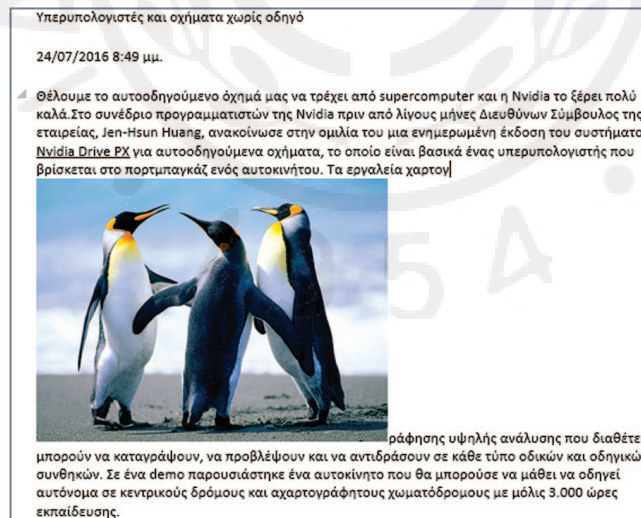 Υπερυπολογιστές και οχήματα χωρίς οδηγό
24/07/2016 8:49 μμ.
Θέλουμε το αυτοοδηγούμενο όχημά μας να τρέχει από supercomputer και η Nvidia το ξέρει πολύ
καλά.Στο συνέδριο προγραμματιστών της Nvidia πριν από λίγους μήνες Διευθύνων Σύμβουλος της
εταιρείας, Jen-Hsun Huang, ανακοίνωσε στην ομιλία του μια ενημερωμένη έκδοση του συστήματο
Nvidia Drive PX για αυτοοδηγούμενα οχήματα, το οποίο είναι βασικά ένας υπερυπολογιστής που
βρίσκεται στο πορτμπαγκάζ ενός αυτοκινήτου. Τα εργαλεία χαρτογ
ράφησης υψηλής ανάλυσης που διαθέτε
μπορούν να καταγράψουν, να προβλέψουν και να αντιδράσουν σε κάθε τύπο οδικών και οδηγικώ
συνθηκών. Σε ένα demo παρουσιάστηκε ένα αυτοκίνητο που θα μπορούσε να μάθει να οδηγεί
αυτόνομα σε κεντρικούς δρόμους και αχαρτογράφητους χωματόδρομους με μόλις 3.000 ώρες
εκπαίδευσης.